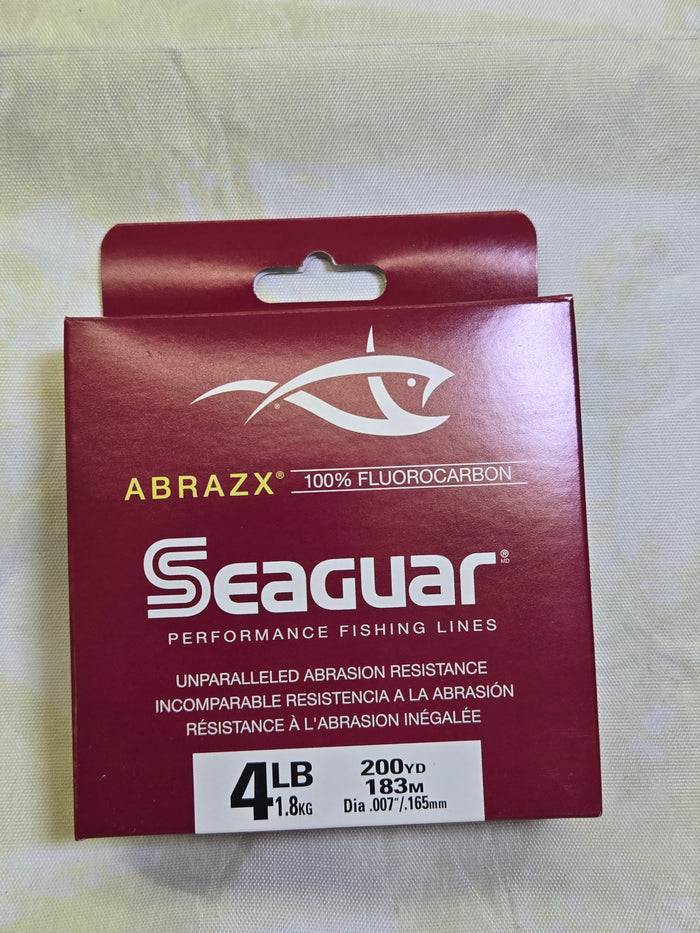 ABRAZX® 100% FLUOROCARBON
SEAGUAR® MD
PERFORMANCE FISHING LINES
UNPARALLELED ABRASION RESISTANCE
INCOMPARABLE RESISTENCIA A LA ABRASIÓN
RÉSISTANCE À L'ABRASION INÉGALÉE
4LB 200YD
1.8KG 183M
Dia .007"/.165mm